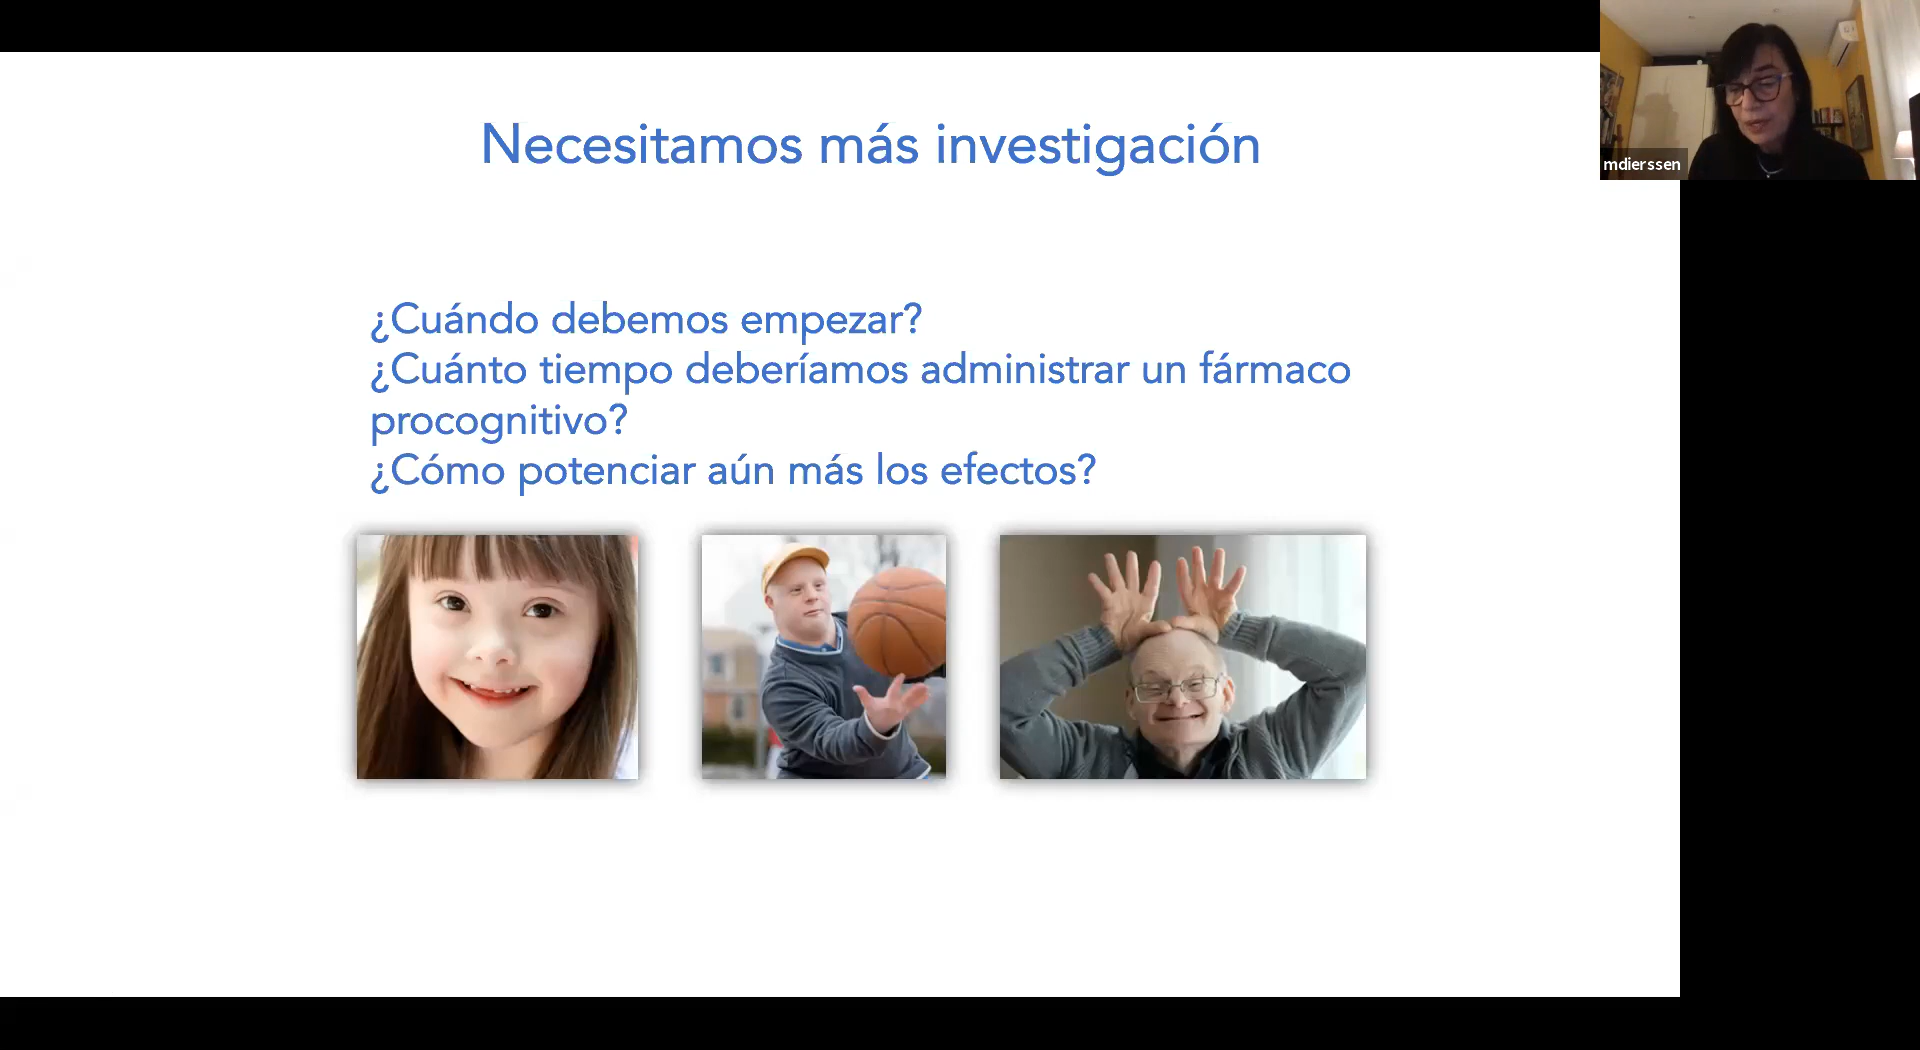 Necesitamos más investigación
¿Cuándo debemos empezar?
¿Cuánto tiempo deberíamos administrar un fármaco
procognitivo?
¿Cómo potenciar aún más los efectos?
mdierssen